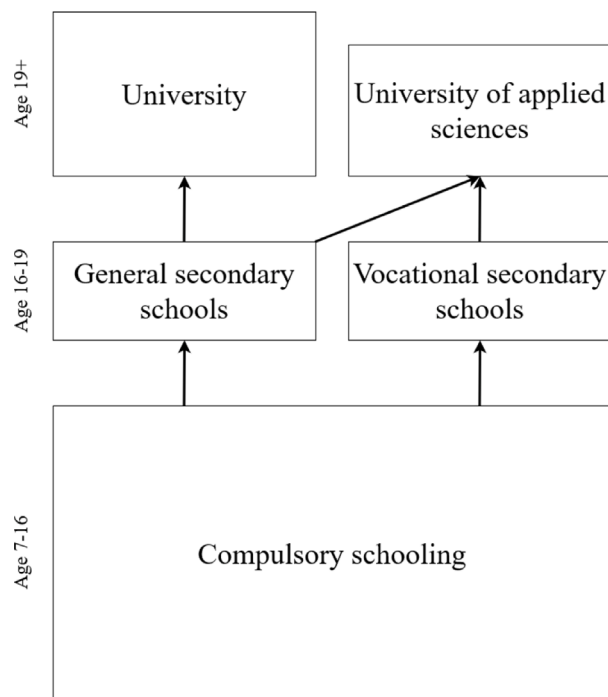 Age 19+
University
University of applied
sciences
Age 16-19
General secondary
schools
Vocational secondary
schools
Age 7-16
Compulsory schooling